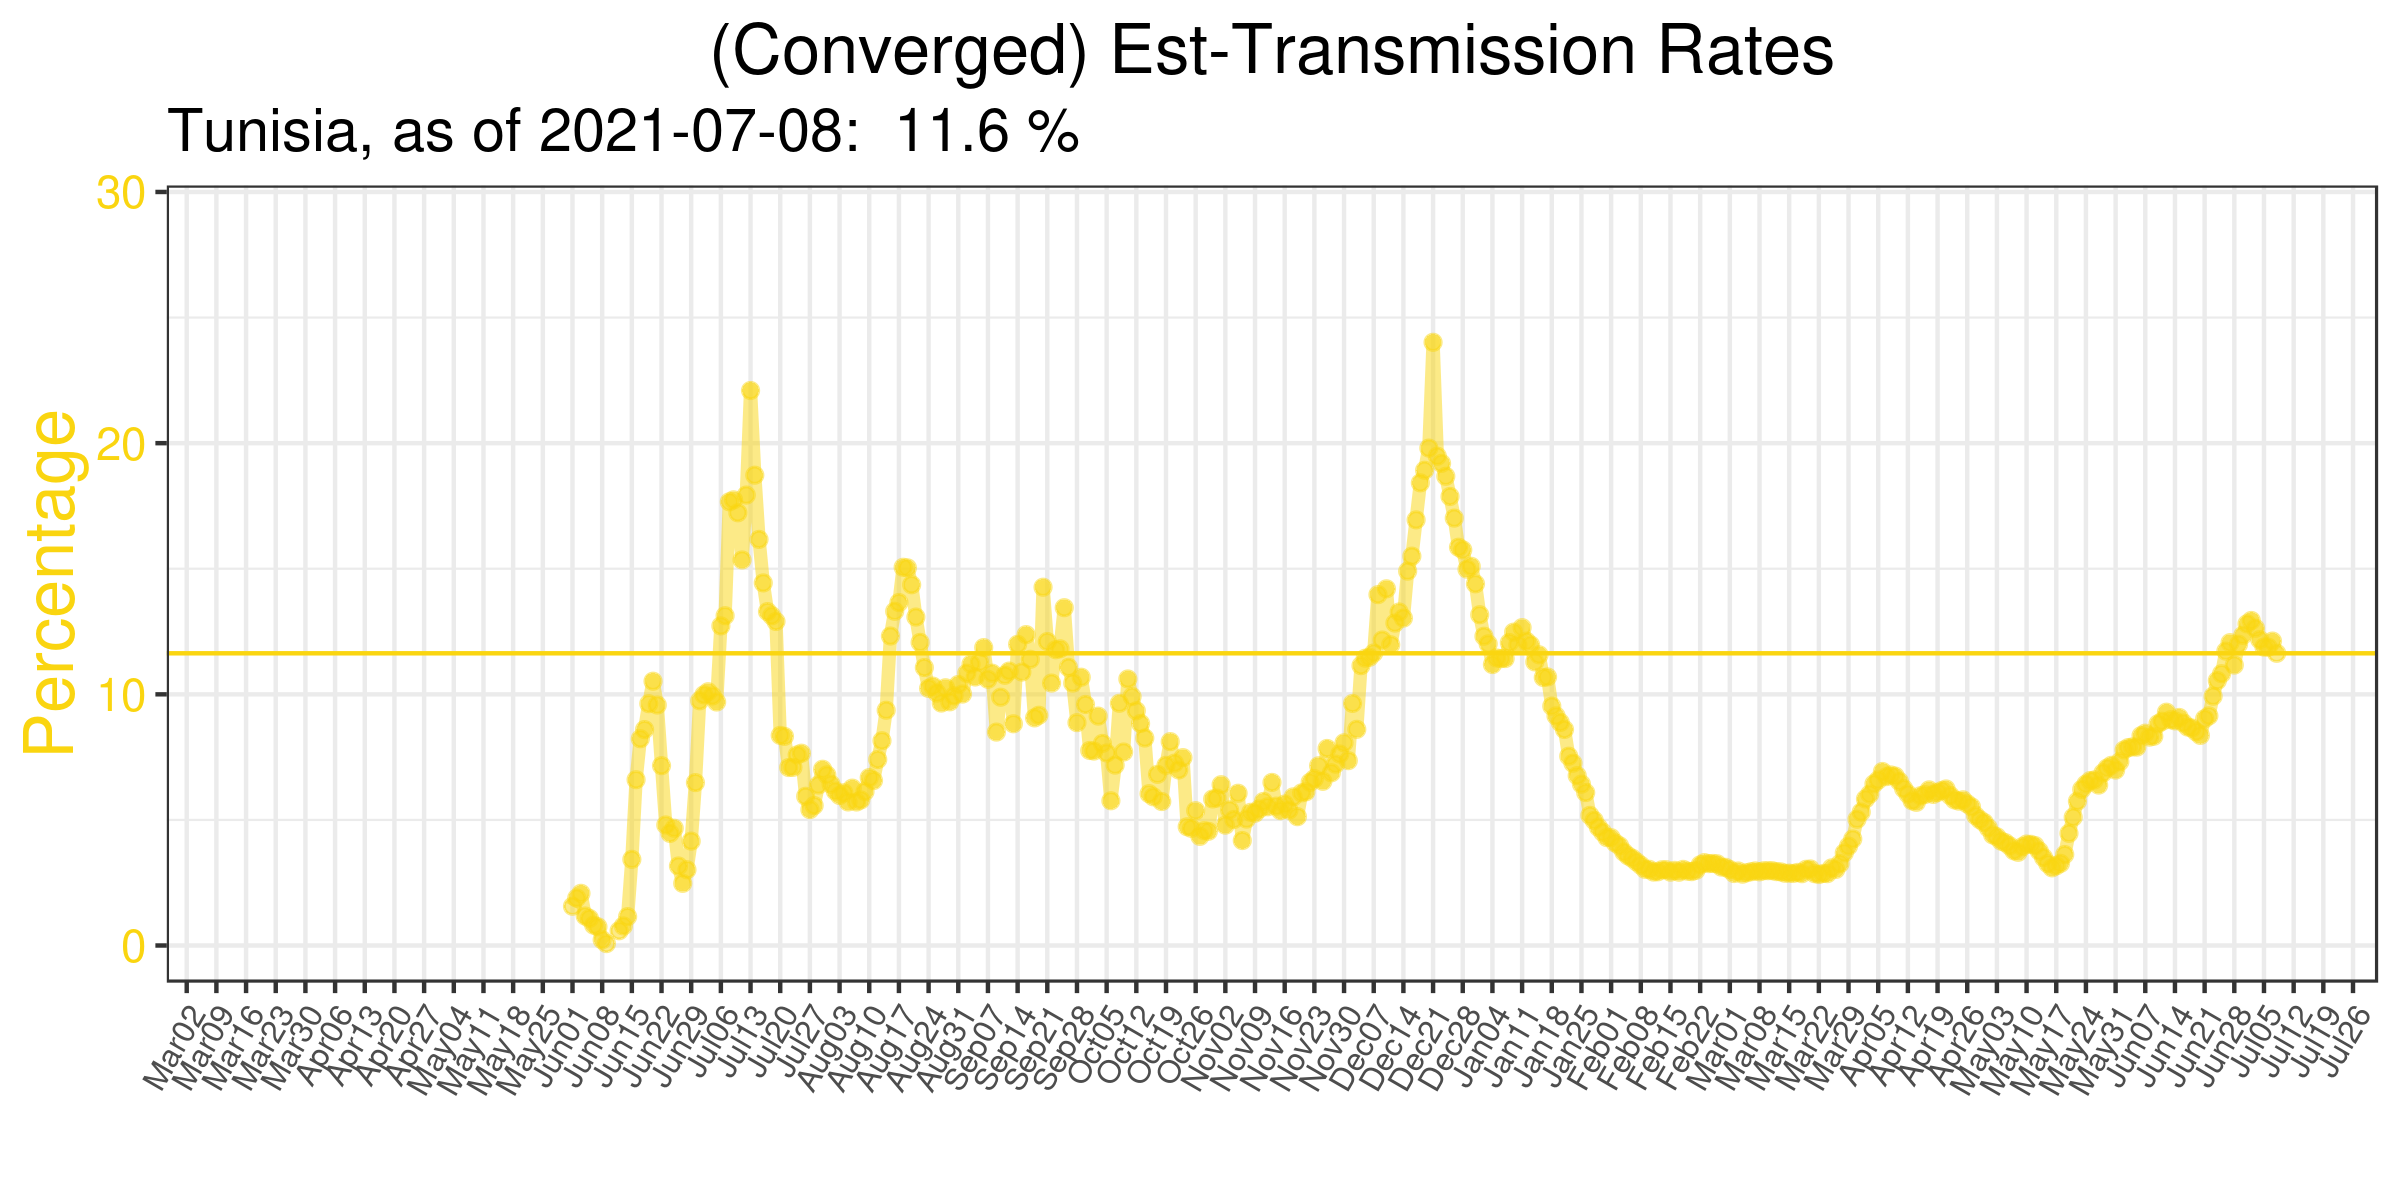 (Converged) Est-Transmission Rates
Tunisia, as of 2021-07-08:  11.6 %
Percentage
30
20
10
0
Mar02
Mar09
Mar16
Mar23
Mar30
Apr06
Apr13
Apr20
Apr27
May04
May11
May18
May25
Jun01
Jun08
Jun15
Jun22
Jun29
Jul06
Jul13
Jul20
Jul27
Aug03
Aug10
Aug17
Aug24
Aug31
Sep07
Sep14
Sep21
Sep28
Oct05
Oct12
Oct19
Oct26
Nov02
Nov09
Nov16
Nov23
Nov30
Dec07
Dec14
Dec21
Dec28
Jan04
Jan11
Jan18
Jan25
Feb01
Feb08
Feb15
Feb22
Mar01
Mar08
Mar15
Mar22
Mar29
Apr05
Apr12
Apr19
Apr26
May03
May10
May17
May24
May31
Jun07
Jun14
Jun21
Jun28
Jul05
Jul12
Jul19
Jul26